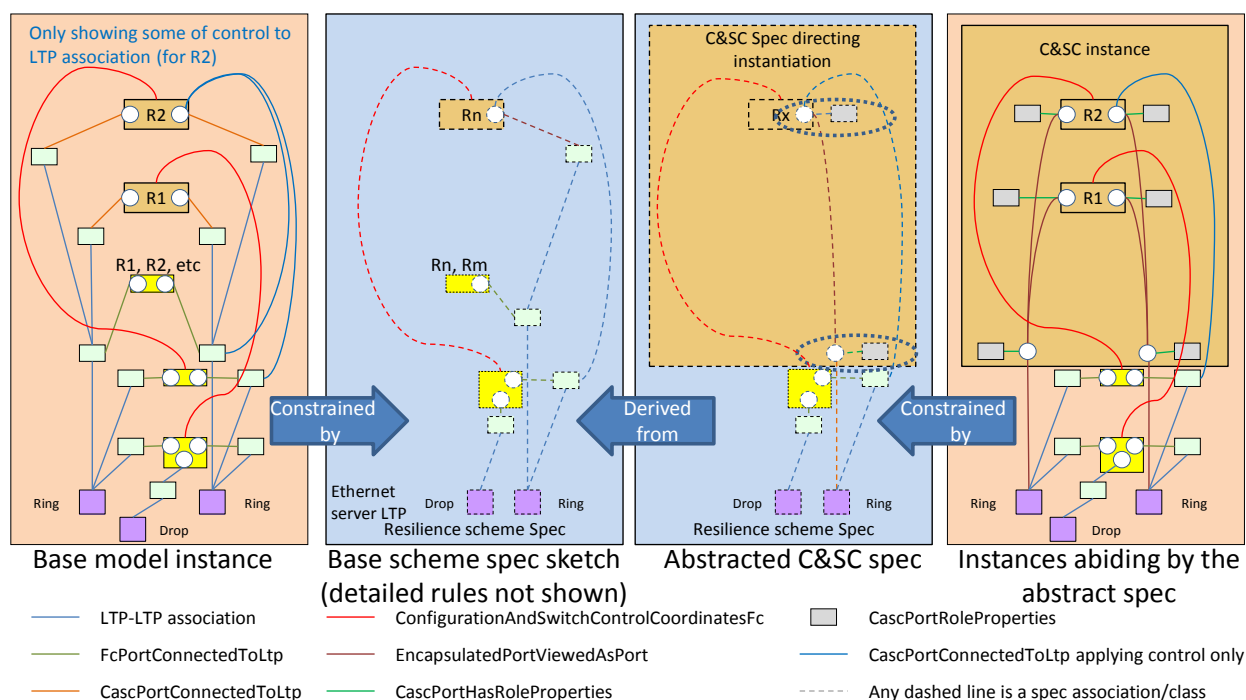 Only showing some of control to
LTP association (for R2)
R2
R1
R1, R2, etc
Ring
Ring
Drop
Constrained
by
Rn
Rn, Rm
Ethernet
server LTP
Drop
Ring
Resilience scheme Spec
Derived
from
C&SC Spec directing
instantiation
Rx
Drop
Ring
Resilience scheme Spec
Constrained
by
C&SC instance
R2
R1
Ring
Ring
Drop
Base model instance
Base scheme spec sketch
(detailed rules not shown)
Abstracted C&SC spec
Instances abiding by the
abstract spec
LTP-LTP association
ConfigurationAndSwitchControlCoordinatesFc
CascPortRoleProperties
FcPortConnectedToLtp
EncapsulatedPortViewedAsPort
CascPortConnectedToLtp applying control only
CascPortConnectedToLtp
CascPortHasRoleProperties
Any dashed line is a spec association/class